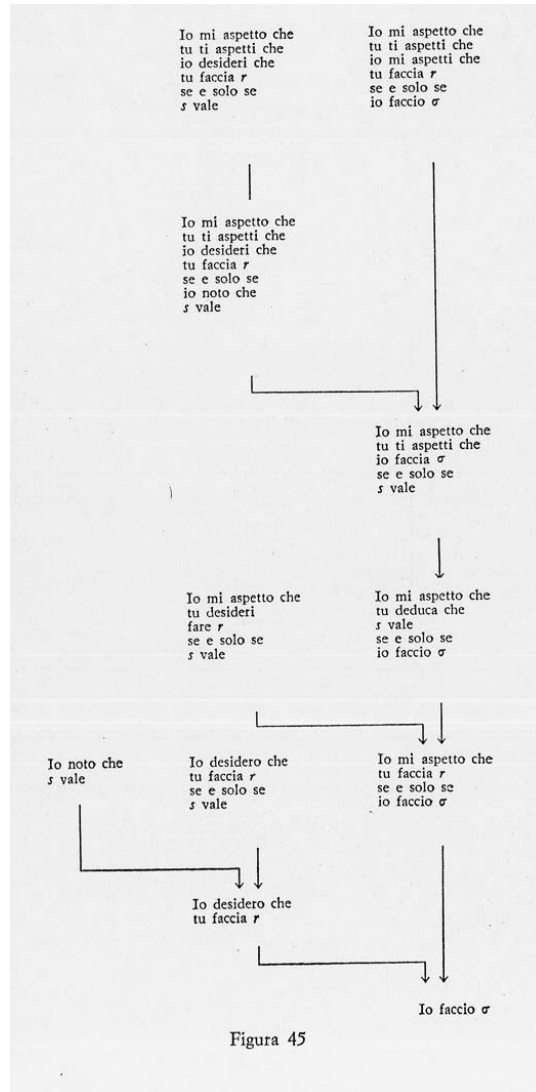 Io mi aspetto che
tu ti aspetti che
io desideri che
tu faccia r
se e solo se
s vale
Io mi aspetto che
tu ti aspetti che
io mi aspetti che
tu faccia r
se e solo se
io faccio σ
Io mi aspetto che
tu ti aspetti che
io desideri che
tu faccia r
se e solo se
io noto che
s vale
Io mi aspetto che
tu ti aspetti che
io faccia σ
se e solo se
s vale
Io mi aspetto che
tu desideri
fare r
se e solo se
s vale
Io mi aspetto che
tu deduca che
s vale
se e solo se
io faccio σ
Io noto che
s vale
Io desidero che
tu faccia r
se e solo se
s vale
Io mi aspetto che
tu faccia r
se e solo se
io faccio σ
Io desidero che
tu faccia r
Io faccio σ
Figura 45